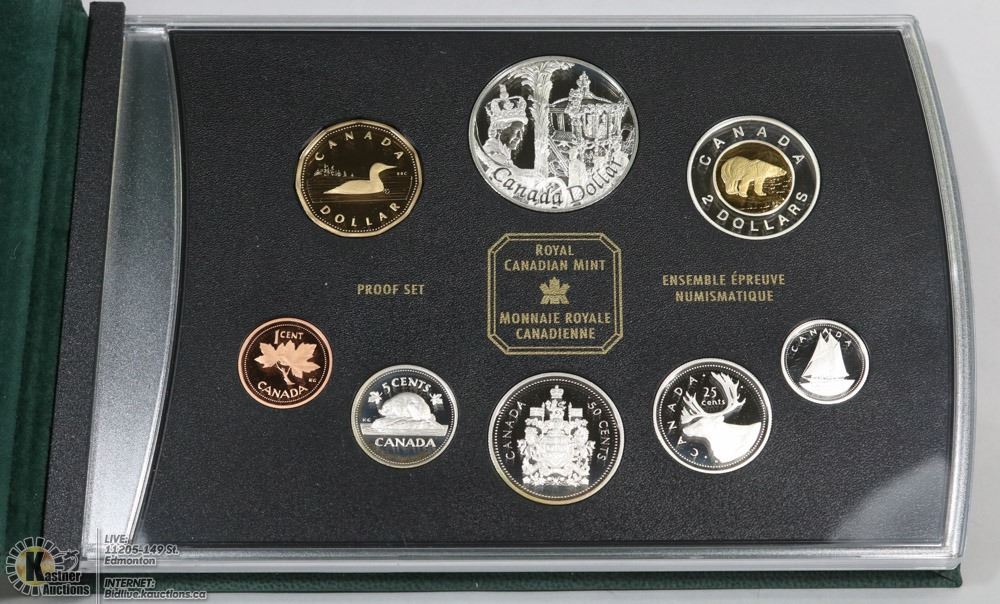 CANADA
DOLLAR
Canada Dollar
CANADA
2 DOLLARS
PROOF SET
ROYAL
CANADIAN MINT
MONNAIE ROYALE
CANADIENNE
ENSEMBLE ÉPREUVE
NUMISMATIQUE
1 CENT
CANADA
5 CENTS
CANADA
CANADA 50 CENTS
CANADA
25
cents
CANADA
LIVE:
11205-149 St.
Edmonton
INTERNET:
Bidlive.kauctions.ca
Kastner
Auctions